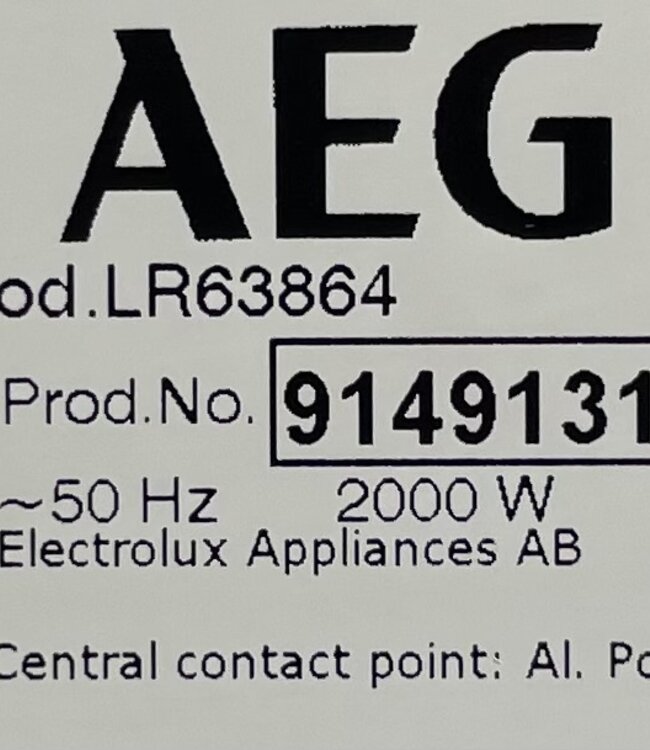 AEG
od.LR63864
Prod.No. 9149131
~50 Hz 2000 W
Electrolux Appliances AB
Central contact point: Al. Po